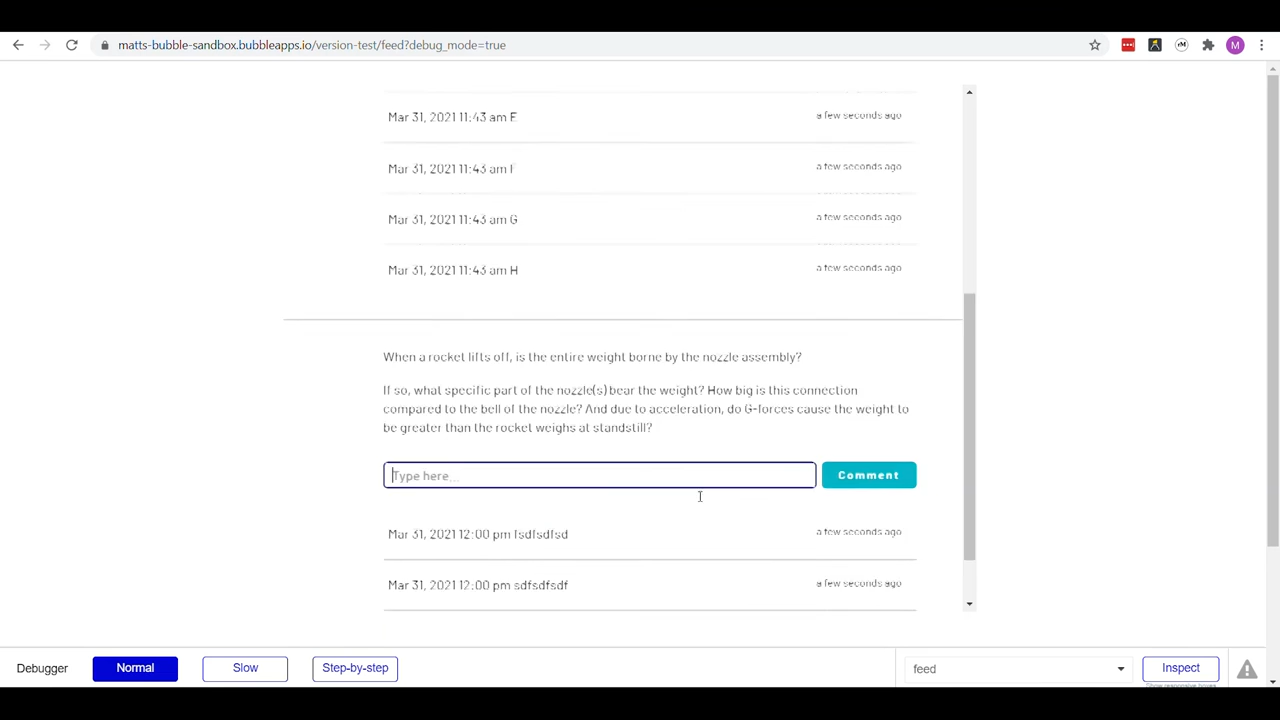 matts-bubble-sandbox.bubbleapps.io/version-test/feed?debug_mode=true
M
Mar 31, 2021 11:43 am E a few seconds ago
Mar 31, 2021 11:43 am F a few seconds ago
Mar 31, 2021 11:43 am G a few seconds ago
Mar 31, 2021 11:43 am H a few seconds ago
When a rocket lifts off, is the entire weight borne by the nozzle assembly?
If so, what specific part of the nozzle(s) bear the weight? How big is this connection
compared to the bell of the nozzle? And due to acceleration, do G-forces cause the weight to
be greater than the rocket weighs at standstill?
Type here... Comment
Mar 31, 2021 12:00 pm fsdfsdfsd a few seconds ago
Mar 31, 2021 12:00 pm sdfsdfsdf a few seconds ago
Debugger Normal Slow Step-by-step feed Inspect
Show responsive boxes